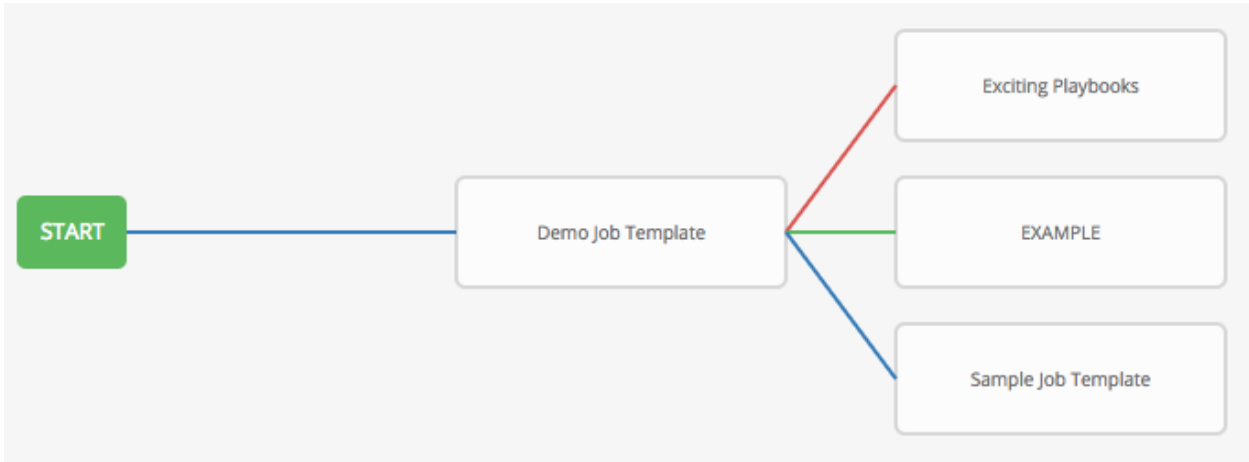 START
Demo Job Template
Exciting Playbooks
EXAMPLE
Sample Job Template